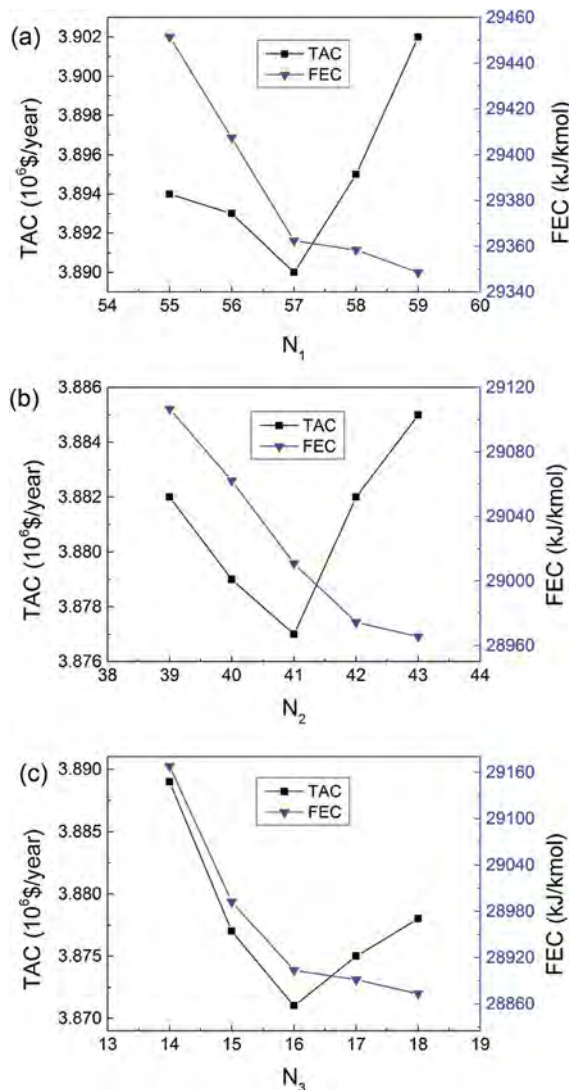 (a)
TAC (10⁶$/year)
3.902
3.900
3.898
3.896
3.894
3.892
3.890
TAC
FEC
29460
29440
29420
29400
29380
29360
29340
FEC (kJ/kmol)
54 55 56 57 58 59 60
N₁
(b)
TAC (10⁶$/year)
3.886
3.884
3.882
3.880
3.878
3.876
TAC
FEC
29120
29080
29040
29000
28960
FEC (kJ/kmol)
38 39 40 41 42 43 44
N₂
(c)
TAC (10⁶$/year)
3.890
3.885
3.880
3.875
3.870
TAC
FEC
29160
29100
29040
28980
28920
28860
FEC (kJ/kmol)
13 14 15 16 17 18 19
N₃